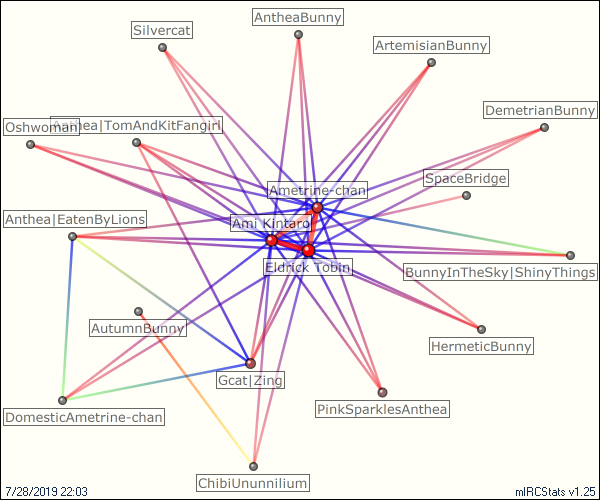 AntheaBunny
Silvercat
ArtemisianBunny
DemetrianBunny
Oshwoman
Anthea|TomAndKitFangirl
SpaceBridge
Ametrine-chan
Anthea|EatenByLions
Ami Kintaro
Eldrick Tobin
BunnyInTheSky|ShinyThings
AutumnBunny
HermeticBunny
Gcat|Zing
PinkSparklesAnthea
DomesticAmetrine-chan
ChibiUnunnilium
7/28/2019 22:03
mIRCStats v1.25